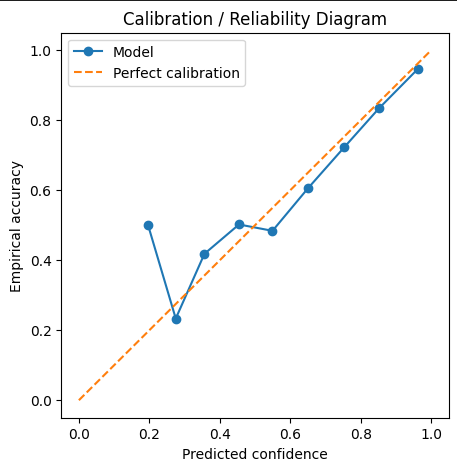 Calibration / Reliability Diagram
Model
Perfect calibration
1.0
0.8
0.6
0.4
0.2
0.0
Empirical accuracy
0.0 0.2 0.4 0.6 0.8 1.0
Predicted confidence